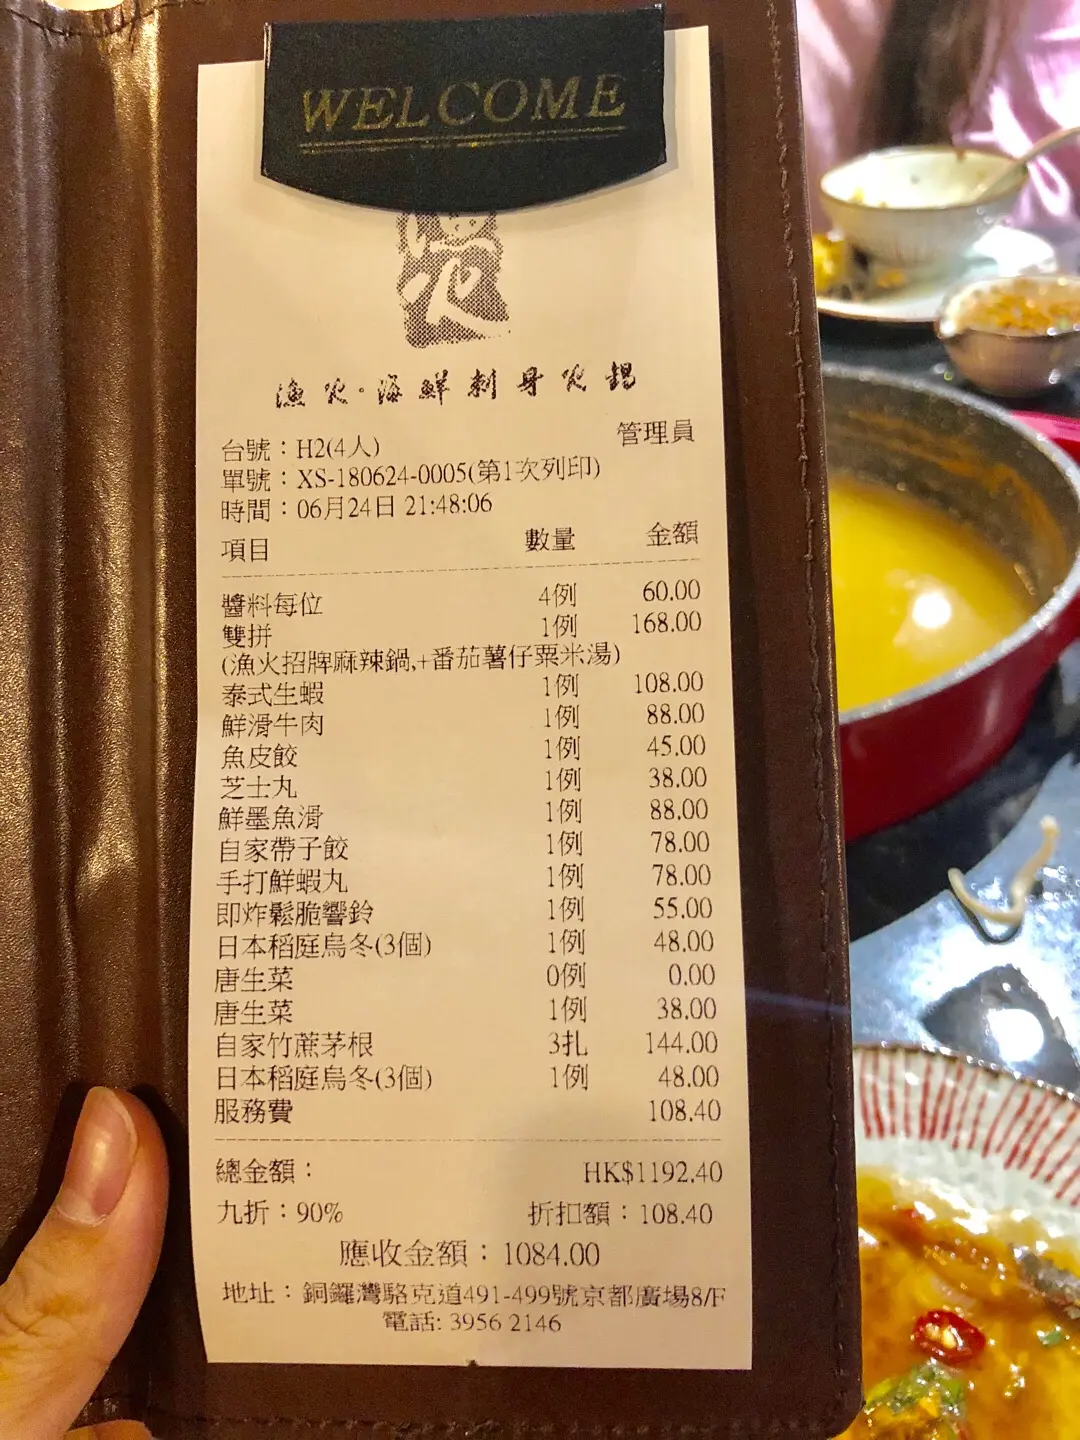 WELCOME
漁火·海鮮刺身火鍋
管理員
台號：H2(4人)
單號：XS-180624-0005(第1次列印)
時間：06月24日 21:48:06
項目 數量 金額
醬料每位 4例 60.00
雙拼 1例 168.00
(漁火招牌麻辣鍋,+番茄薯仔粟米湯)
泰式生蝦 1例 108.00
鮮滑牛肉 1例 88.00
魚皮餃 1例 45.00
芝士丸 1例 38.00
鮮墨魚滑 1例 88.00
自家帶子餃 1例 78.00
手打鮮蝦丸 1例 78.00
即炸鬆脆響鈴 1例 55.00
日本稻庭烏冬(3個) 1例 48.00
唐生菜 0例 0.00
唐生菜 1例 38.00
自家竹蔗茅根 3扎 144.00
日本稻庭烏冬(3個) 1例 48.00
服務費 108.40
總金額： HK$1192.40
九折：90% 折扣額：108.40
應收金額：1084.00
地址：銅鑼灣駱克道491-499號京都廣場8/F
電話: 3956 2146